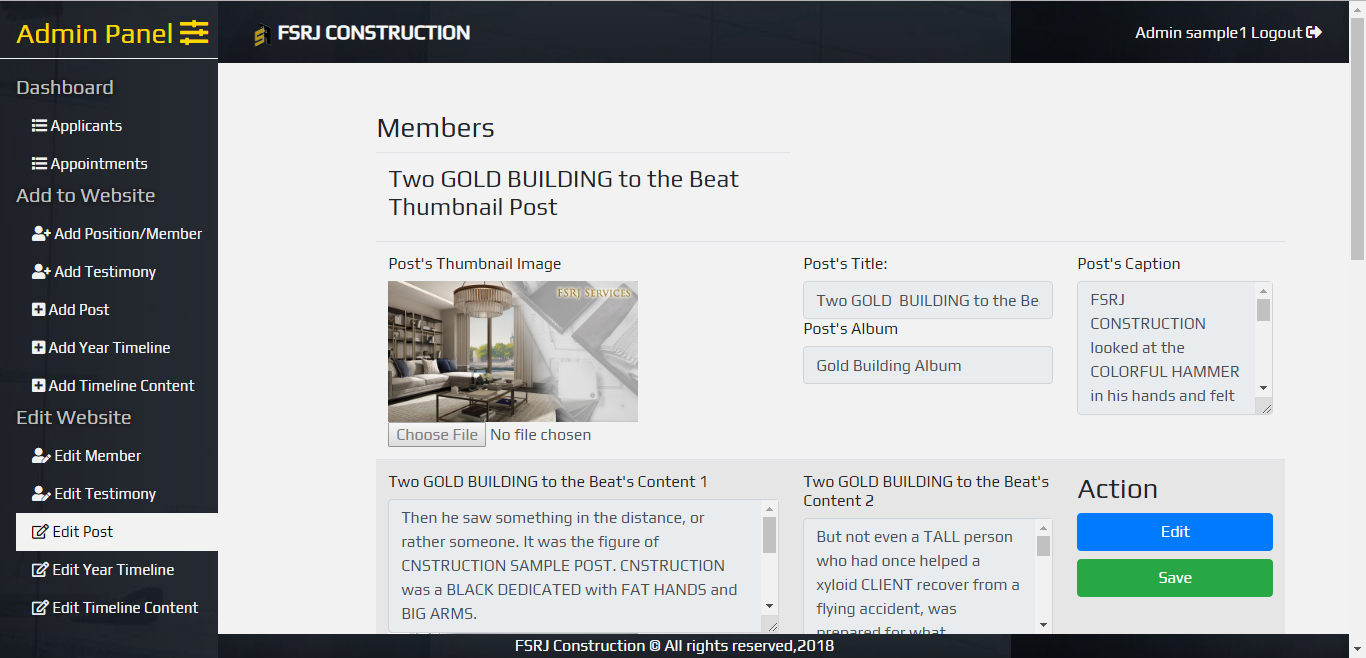 Admin Panel
FSRJ CONSTRUCTION
Admin sample1 Logout
Dashboard
Applicants
Appointments
Add to Website
Add Position/Member
Add Testimony
Add Post
Add Year Timeline
Add Timeline Content
Edit Website
Edit Member
Edit Testimony
Edit Post
Edit Year Timeline
Edit Timeline Content
Members
Two GOLD BUILDING to the Beat
Thumbnail Post
Post's Thumbnail Image
FSRJ SERVICES
Choose File No file chosen
Post's Title:
Two GOLD  BUILDING to the Be
Post's Album
Gold Building Album
Post's Caption
FSRJ
CONSTRUCTION
looked at the
COLORFUL HAMMER
in his hands and felt
Two GOLD BUILDING to the Beat's Content 1
Then he saw something in the distance, or
rather someone. It was the figure of
CNSTRUCTION SAMPLE POST. CNSTRUCTION
was a BLACK DEDICATED with FAT HANDS and
BIG ARMS.
Two GOLD BUILDING to the Beat's
Content 2
But not even a TALL person
who had once helped a
xyloid CLIENT recover from a
flying accident, was
prepared for what
Action
Edit
Save
FSRJ Construction © All rights reserved,2018